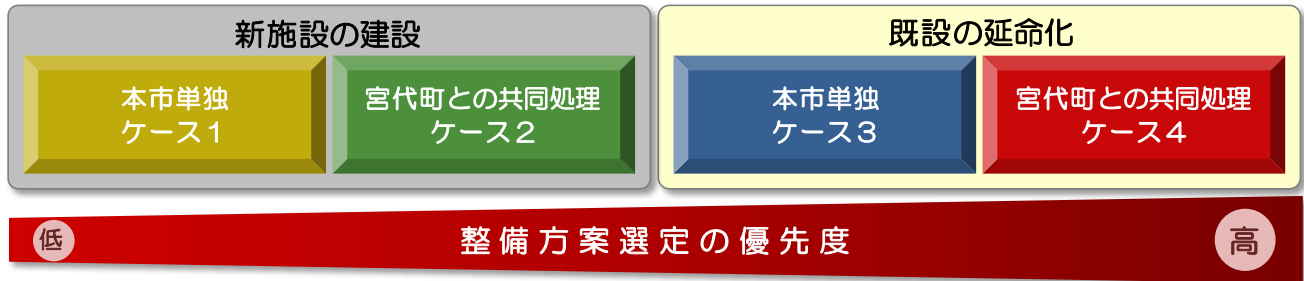 新施設の建設
本市単独
ケース１
宮代町との共同処理
ケース２
既設の延命化
本市単独
ケース３
宮代町との共同処理
ケース４
低
整備方案選定の優先度
高